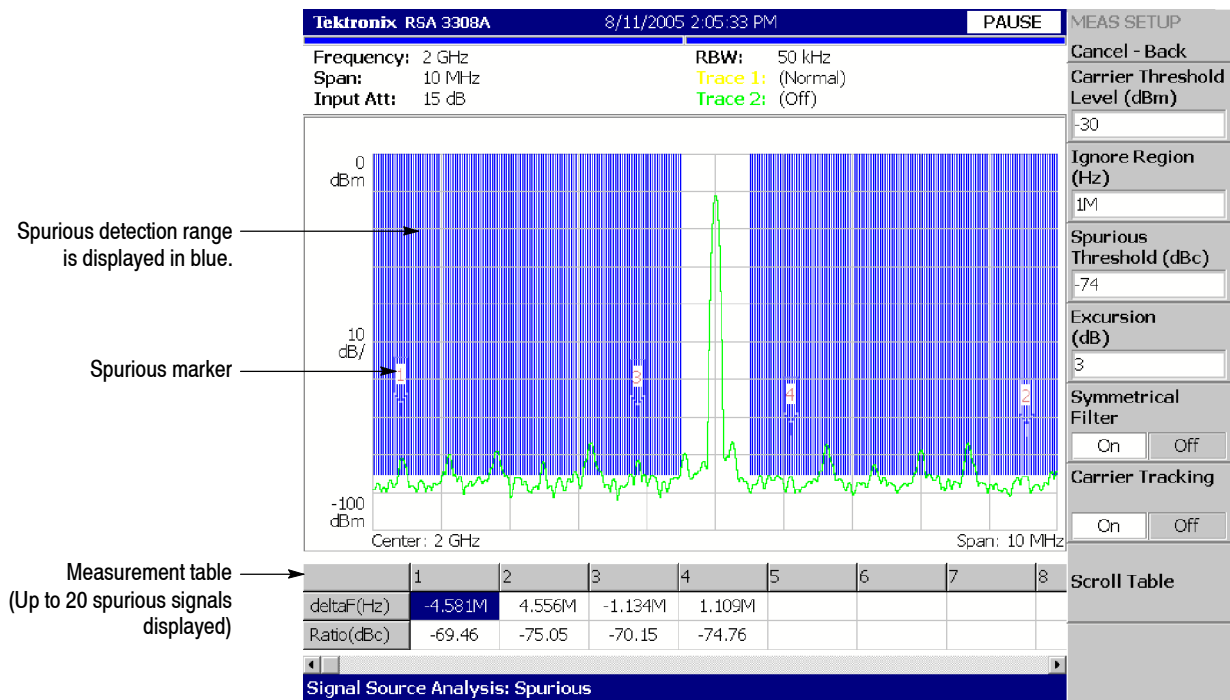 Tektronix RSA 3308A 8/11/2005 2:05:33 PM PAUSE
Frequency: 2 GHz RBW: 50 kHz
Span: 10 MHz Trace 1: (Normal)
Input Att: 15 dB Trace 2: (Off)
0
dBm
10
dB/
-100
dBm
1
3
4
2
Center: 2 GHz Span: 10 MHz
Spurious detection range
is displayed in blue.
Spurious marker
Measurement table
(Up to 20 spurious signals
displayed)
1 2 3 4 5 6 7 8
deltaF(Hz) -4.581M 4.556M -1.134M 1.109M
Ratio(dBc) -69.46 -75.05 -70.15 -74.76
Signal Source Analysis: Spurious
MEAS SETUP
Cancel - Back
Carrier Threshold
Level (dBm)
-30
Ignore Region
(Hz)
1M
Spurious
Threshold (dBc)
-74
Excursion
(dB)
3
Symmetrical
Filter
On Off
Carrier Tracking
On Off
Scroll Table